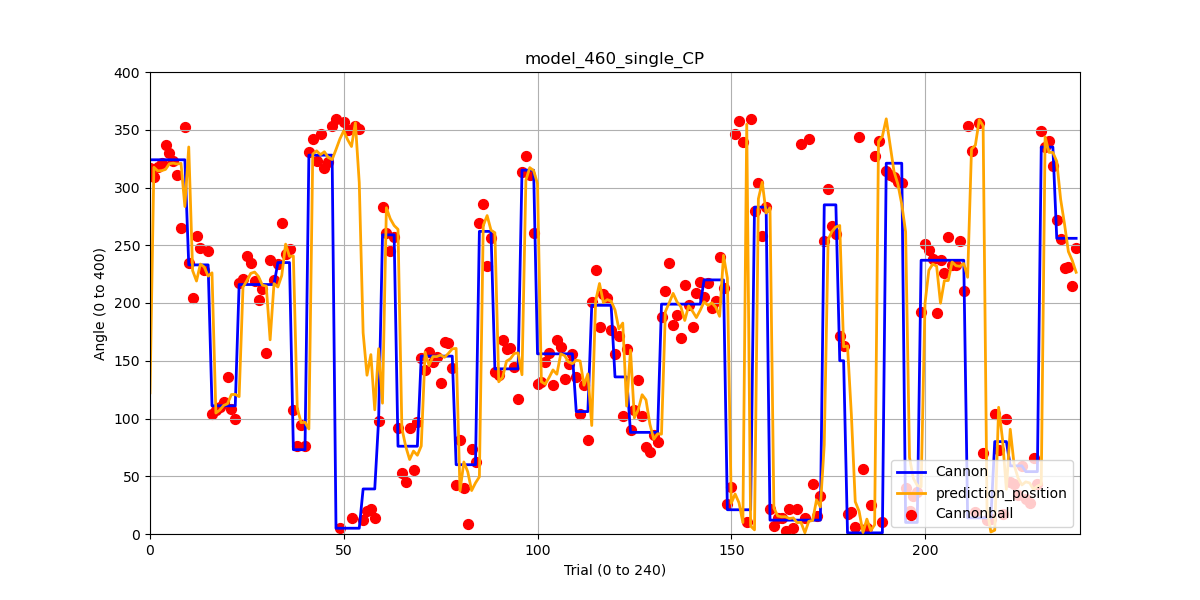 model_460_single_CP
400
350
300
250
200
150
100
50
0
Angle (0 to 400)
0
50
100
150
200
Trial (0 to 240)
Cannon
prediction_position
Cannonball